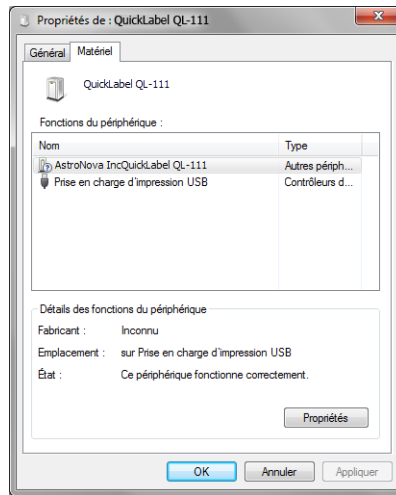 Propriétés de : QuickLabel QL-111
Général Matériel
QuickLabel QL-111
Fonctions du périphérique :
Nom Type
AstroNova IncQuickLabel QL-111 Autres périph...
Prise en charge d'impression USB Contrôleurs d...
Détails des fonctions du périphérique
Fabricant : Inconnu
Emplacement : sur Prise en charge d'impression USB
État : Ce périphérique fonctionne correctement.
Propriétés
OK Annuler Appliquer